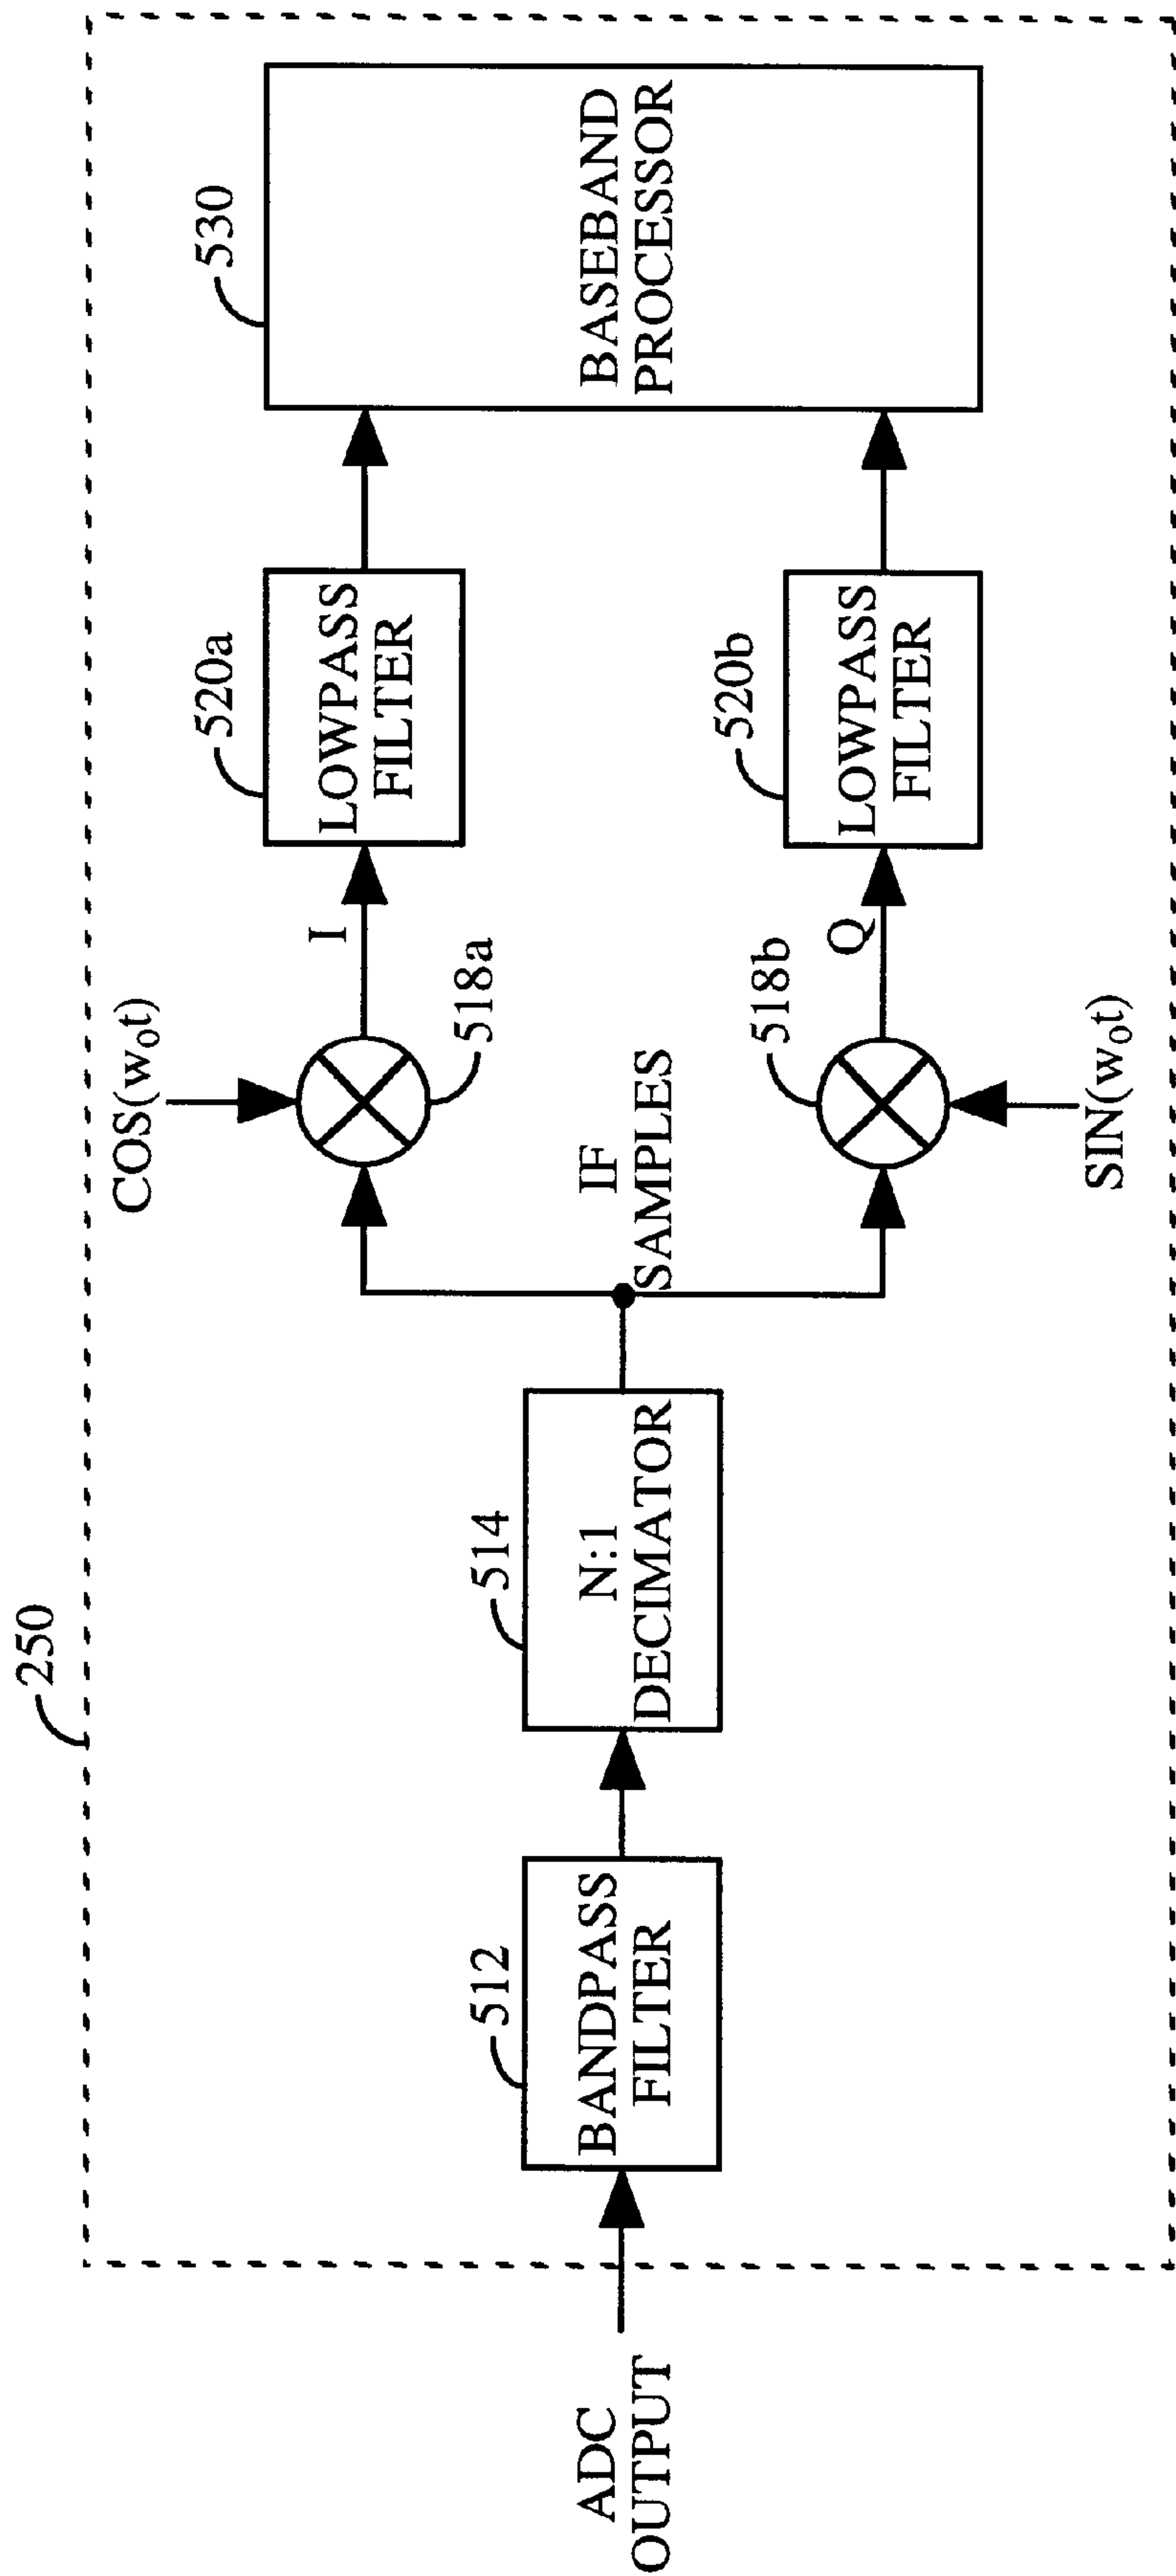 250
ADC
OUTPUT
512
BANDPASS
FILTER
514
N:1
DECIMATOR
IF
SAMPLES
COS(w₀t)
518a
I
520a
LOWPASS
FILTER
SIN(w₀t)
518b
Q
520b
LOWPASS
FILTER
530
BASEBAND
PROCESSOR